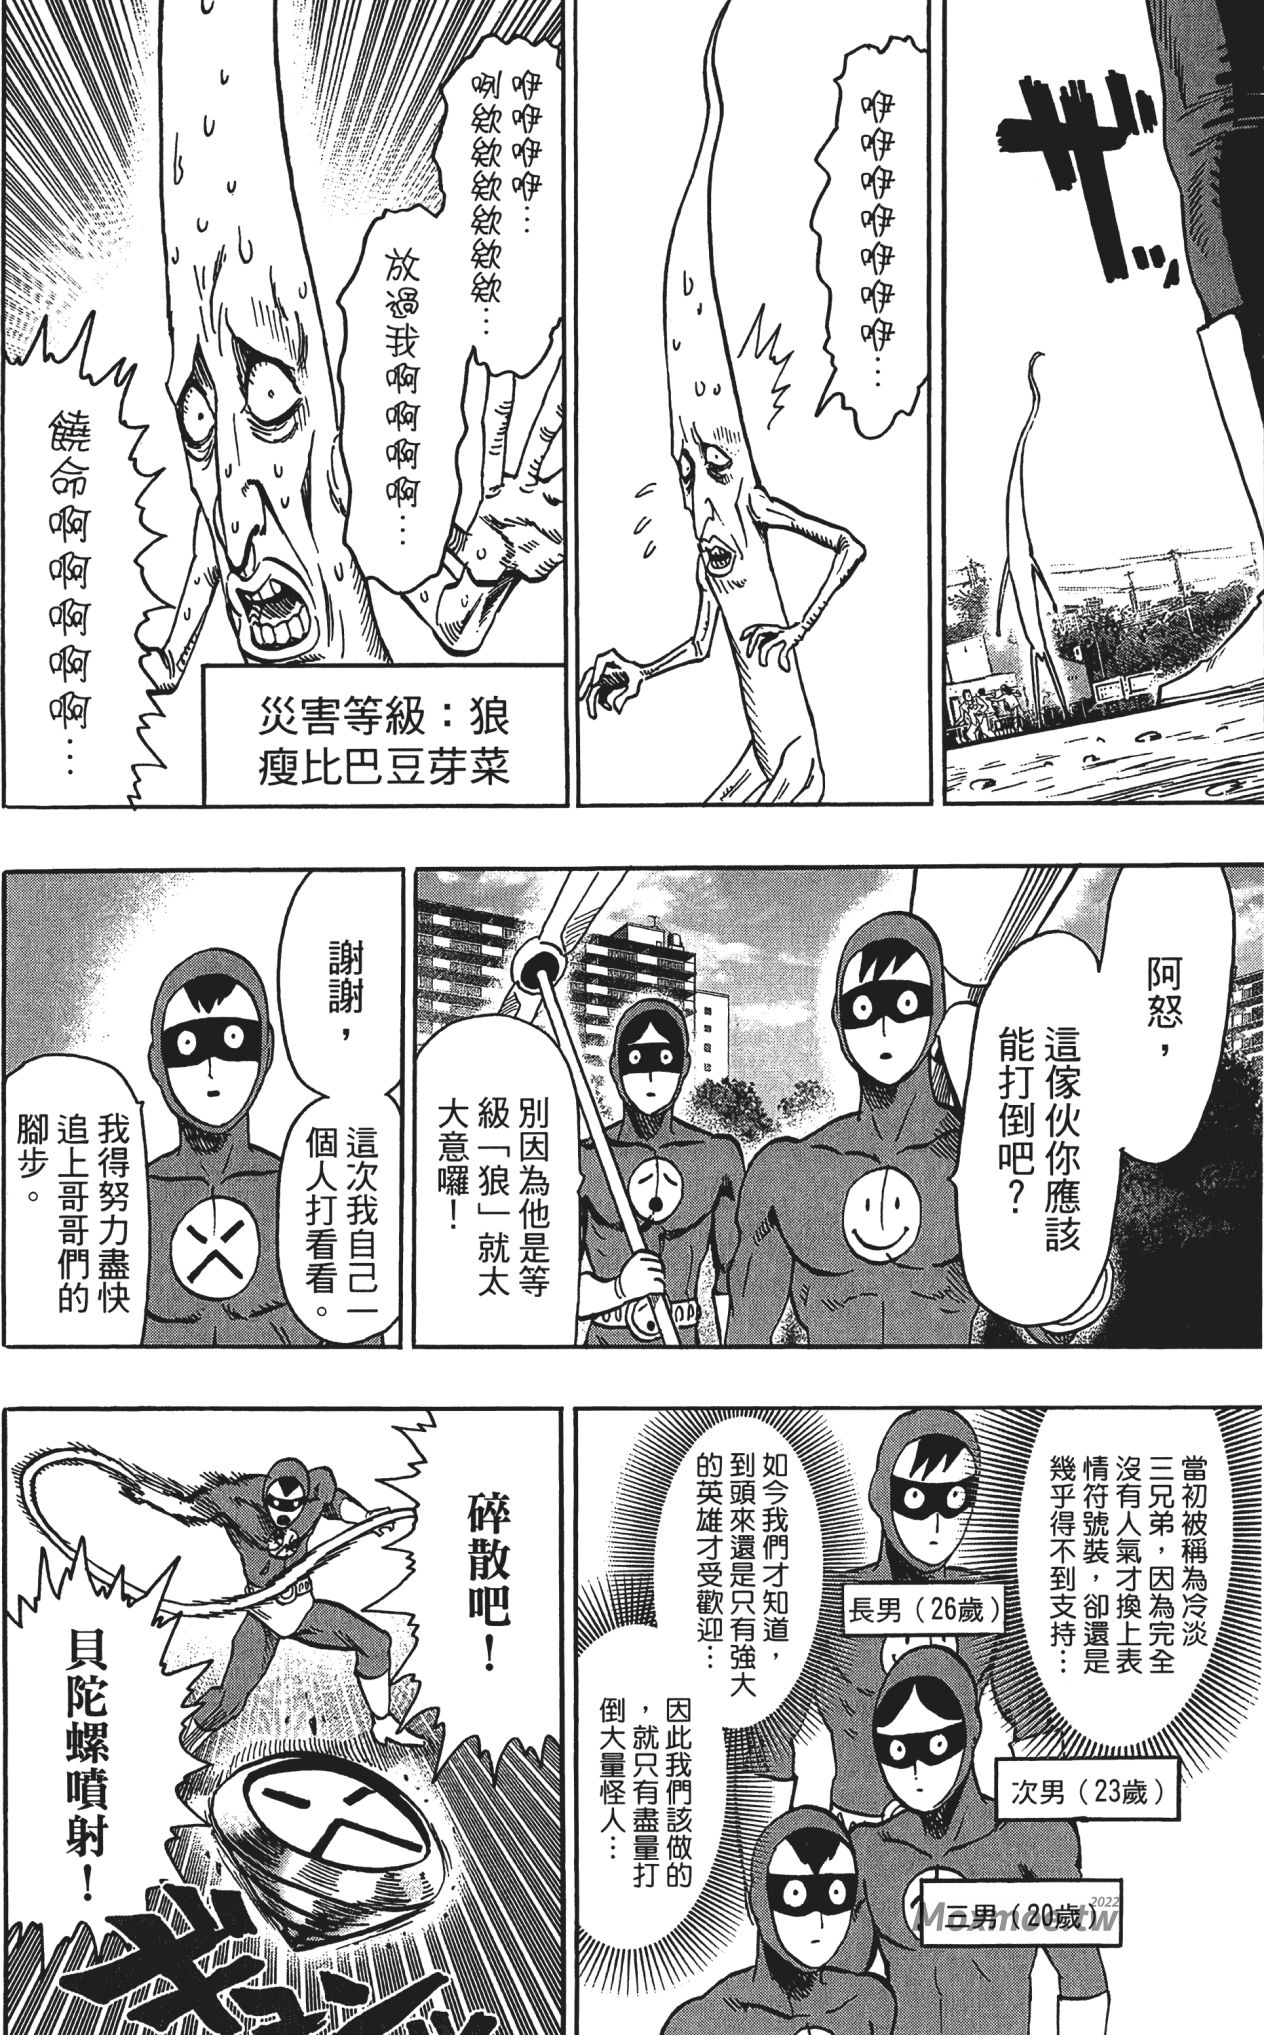 ザッ
咿咿咿咿咿咿咿…
咿咿咿咿…
咧欸欸欸欸欸欸…
放過我啊啊啊啊…
饒命啊啊啊啊啊…
災害等級：狼
瘦比巴豆芽菜
阿怒，
這傢伙你應該
能打倒吧？
別因為他是等
級「狼」就太
大意囉！
謝謝，
這次我自己一
個人打看看。
我得努力盡快
追上哥哥們的
腳步。
當初被稱為冷淡
三兄弟，因為完全
沒有人氣才換上表
情符號裝，卻還是
幾乎得不到支持…
長男（26歲）
次男（23歲）
三男（20歲）
如今我們才知道，
到頭來還是只有強大
的英雄才受歡迎…
因此我們該做的
，就只有盡量打
倒大量怪人…
碎散吧！
貝陀螺噴射！
ギュン
2022
Moxmoe.tw